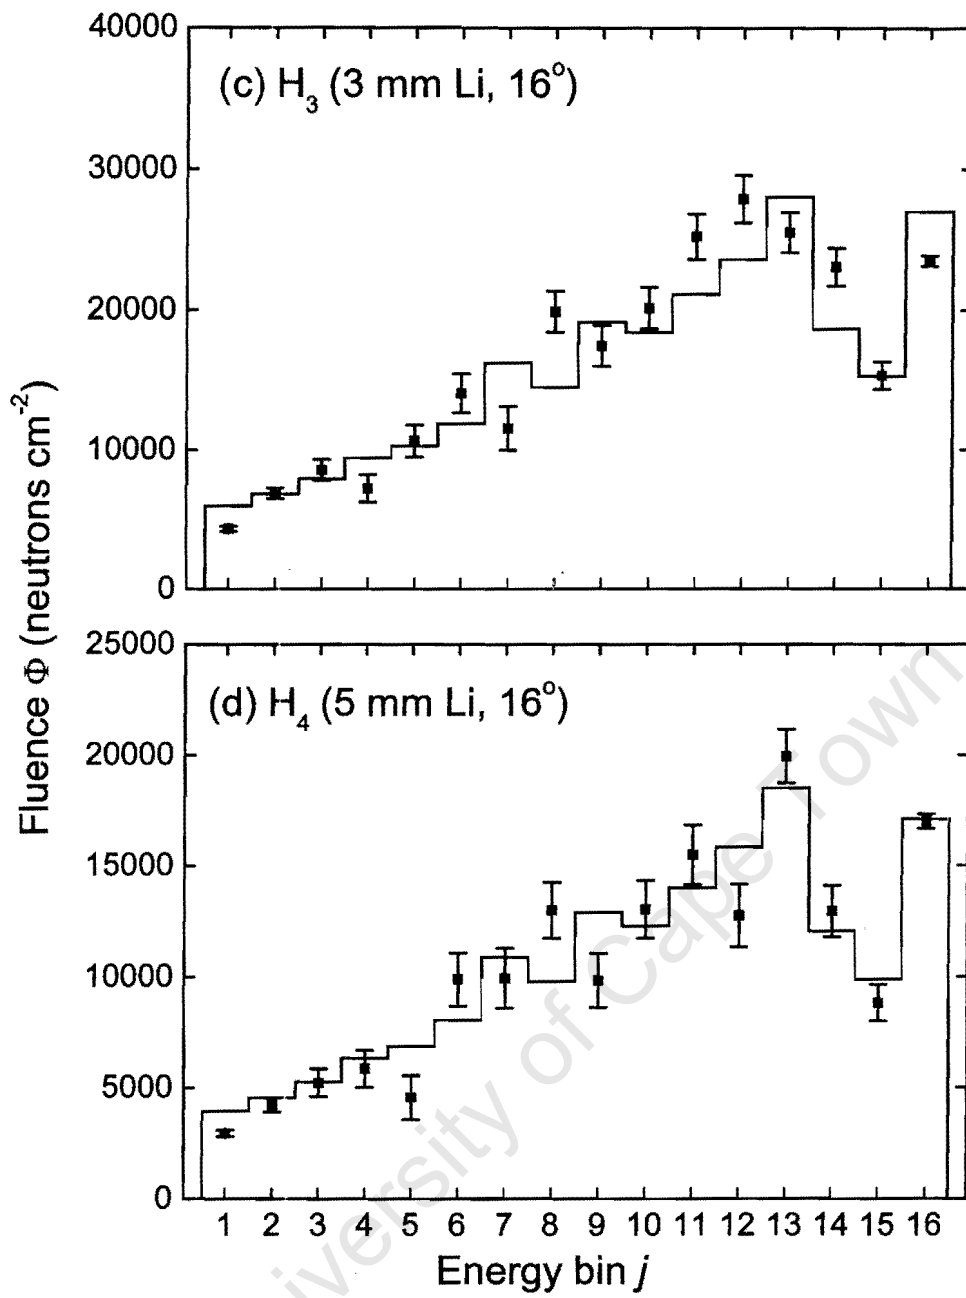 40000
(c) H₃ (3 mm Li, 16°)
30000
20000
10000
0
Fluence Φ (neutrons cm⁻²)
25000
(d) H₄ (5 mm Li, 16°)
20000
15000
10000
5000
0
1 2 3 4 5 6 7 8 9 10 11 12 13 14 15 16
Energy bin j
iversity of Cape Town